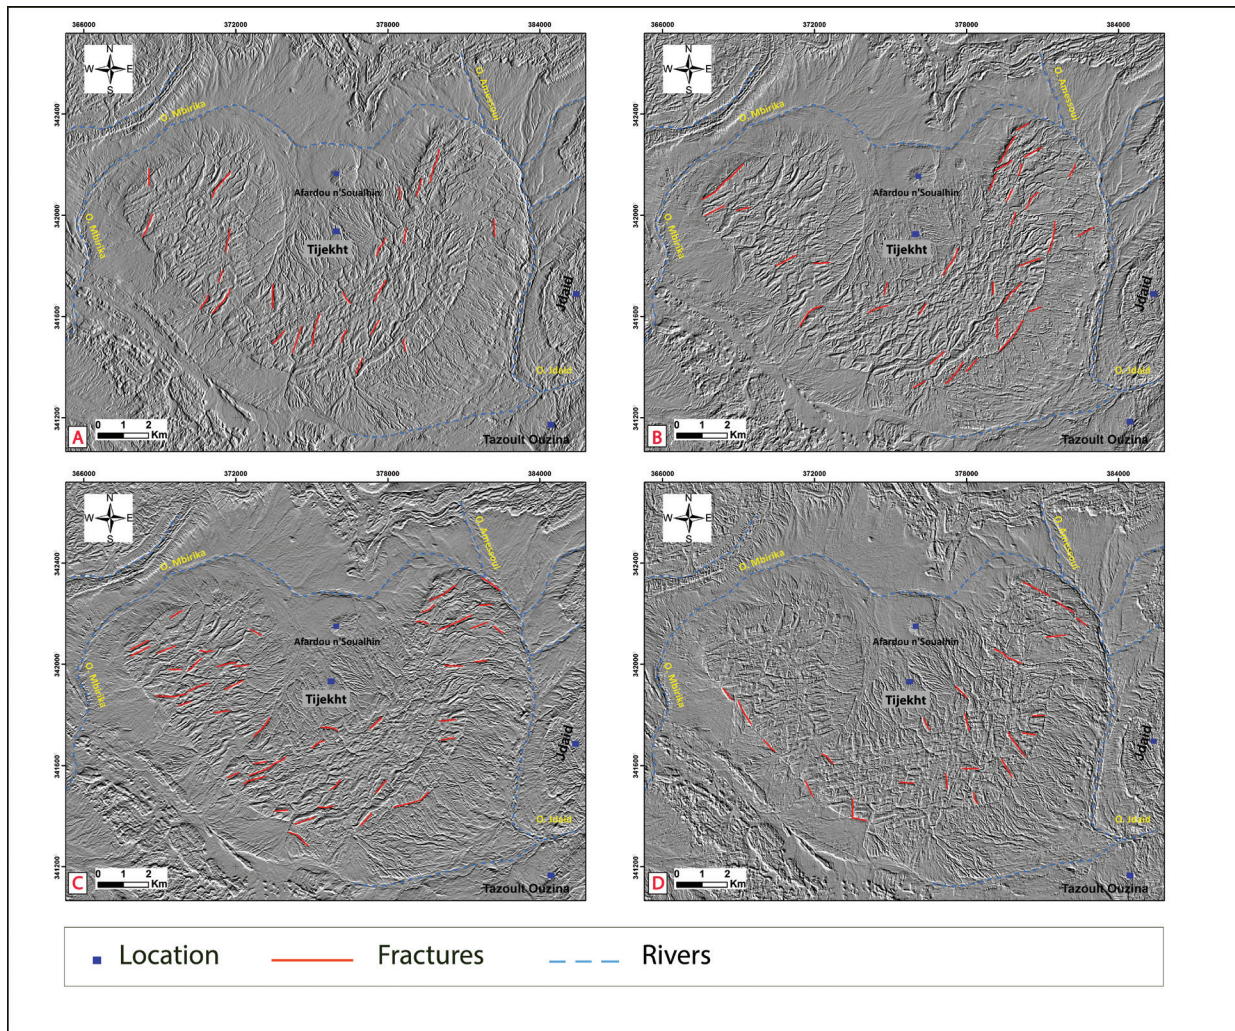 366000 372000 378000 384000
N
W E
S
O. Mbirika
O. Amessoui
342400
Afardou n'Soualhin
342000
O. Mbirika
Tijekht
Jdaid
341600
O. Jdaid
341200
A
0 1 2
Km
Tazoult Ouzina
366000 372000 378000 384000
N
W E
S
O. Mbirika
O. Amessoui
342400
Afardou n'Soualhin
342000
O. Mbirika
Tijekht
Jdaid
341600
O. Jdaid
341200
B
0 1 2
Km
Tazoult Ouzina
366000 372000 378000 384000
N
W E
S
O. Mbirika
O. Amessoui
342400
Afardou n'Soualhin
342000
O. Mbirika
Tijekht
Jdaid
341600
O. Jdaid
341200
C
0 1 2
Km
Tazoult Ouzina
366000 372000 378000 384000
N
W E
S
O. Mbirika
O. Amessoui
342400
Afardou n'Soualhin
342000
O. Mbirika
Tijekht
Jdaid
341600
O. Jdaid
341200
D
0 1 2
Km
Tazoult Ouzina
Location Fractures Rivers